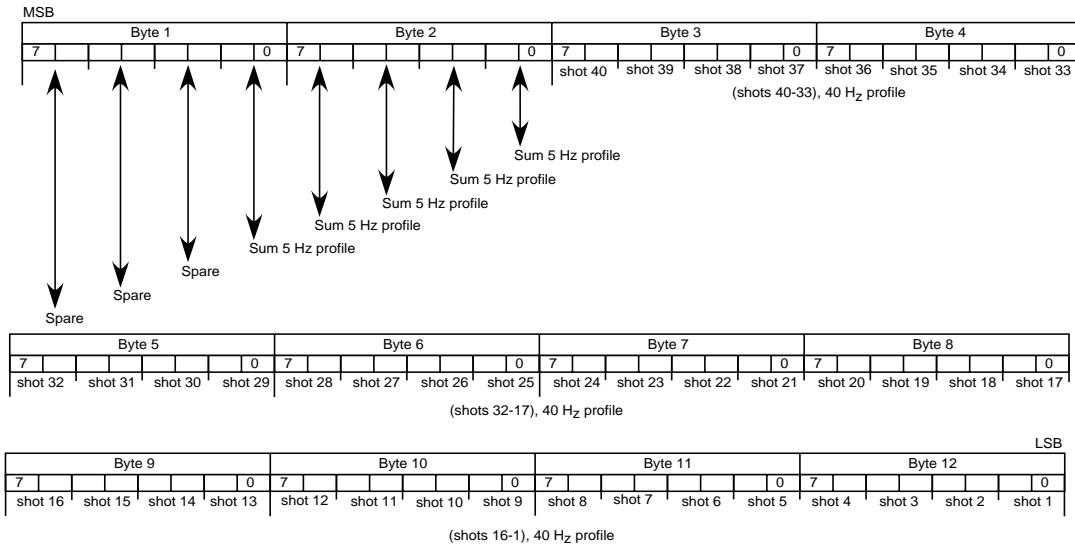 MSB
Byte 1 Byte 2 Byte 3 Byte 4
7 0 7 0 7 0 7 0
shot 40 shot 39 shot 38 shot 37 shot 36 shot 35 shot 34 shot 33
(shots 40-33), 40 Hz profile
Sum 5 Hz profile
Sum 5 Hz profile
Sum 5 Hz profile
Sum 5 Hz profile
Sum 5 Hz profile
Spare
Spare
Spare
Byte 5 Byte 6 Byte 7 Byte 8
7 0 7 0 7 0 7 0
shot 32 shot 31 shot 30 shot 29 shot 28 shot 27 shot 26 shot 25 shot 24 shot 23 shot 22 shot 21 shot 20 shot 19 shot 18 shot 17
(shots 32-17), 40 Hz profile
LSB
Byte 9 Byte 10 Byte 11 Byte 12
7 0 7 0 7 0 7 0
shot 16 shot 15 shot 14 shot 13 shot 12 shot 11 shot 10 shot 9 shot 8 shot 7 shot 6 shot 5 shot 4 shot 3 shot 2 shot 1
(shots 16-1), 40 Hz profile